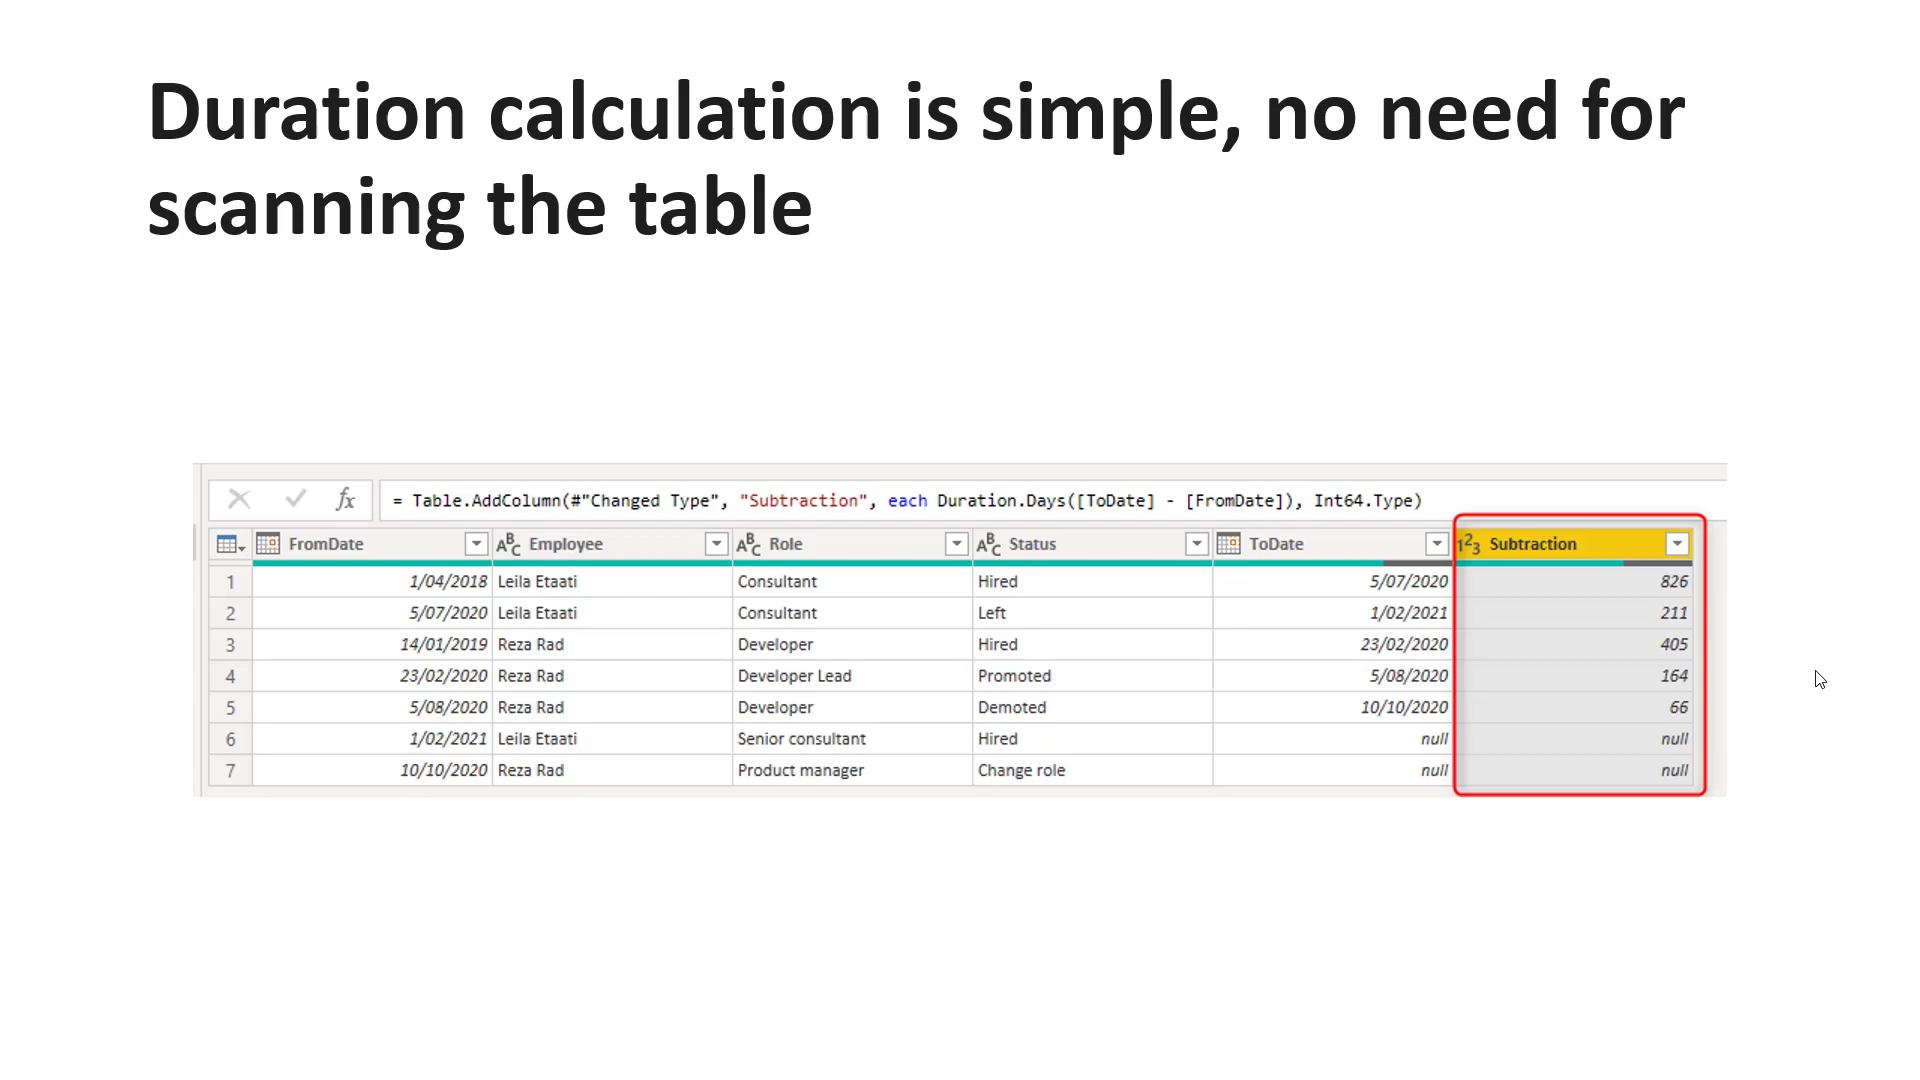 Duration calculation is simple, no need for
scanning the table
fx = Table.AddColumn(#"Changed Type", "Subtraction", each Duration.Days([ToDate] - [FromDate]), Int64.Type)
FromDate ABC Employee ABC Role ABC Status ToDate 123 Subtraction
1 1/04/2018 Leila Etaati Consultant Hired 5/07/2020 826
2 5/07/2020 Leila Etaati Consultant Left 1/02/2021 211
3 14/01/2019 Reza Rad Developer Hired 23/02/2020 405
4 23/02/2020 Reza Rad Developer Lead Promoted 5/08/2020 164
5 5/08/2020 Reza Rad Developer Demoted 10/10/2020 66
6 1/02/2021 Leila Etaati Senior consultant Hired null null
7 10/10/2020 Reza Rad Product manager Change role null null